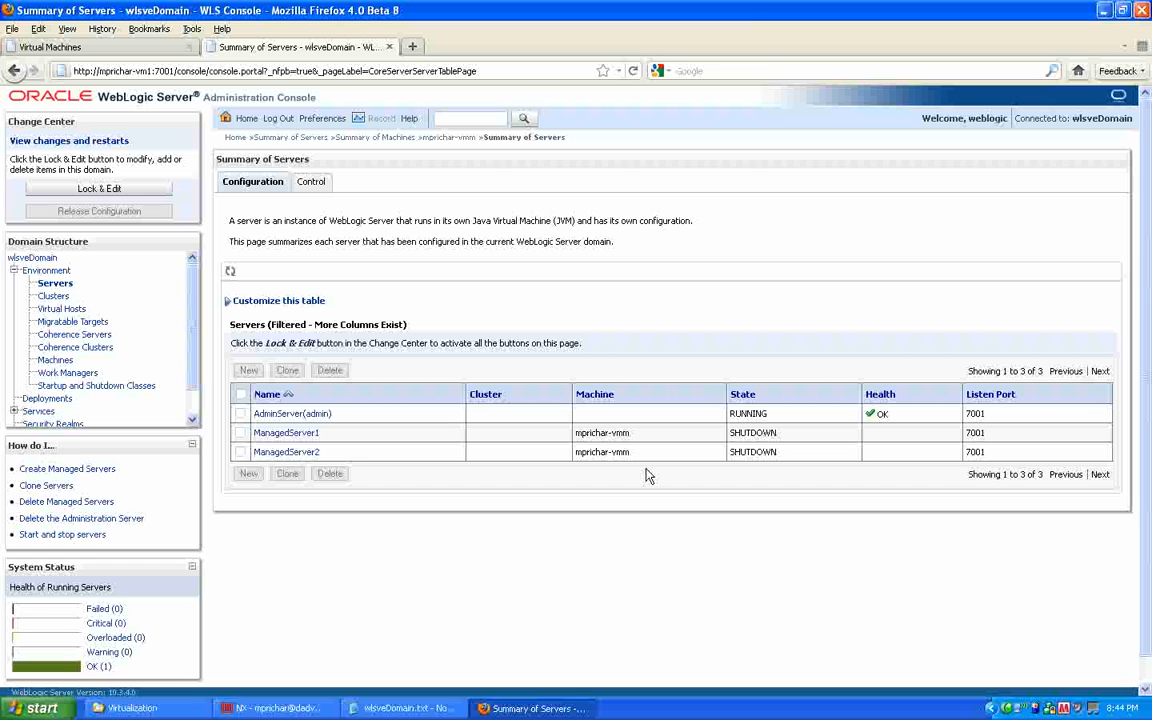 Summary of Servers - wlsveDomain - WLS Console - Mozilla Firefox 4.0 Beta 8
File Edit View History Bookmarks Tools Help
Virtual Machines
Summary of Servers - wlsveDomain - WL...
http://mprichar-vm1:7001/console/console.portal?_nfpb=true&_pageLabel=CoreServerServerTablePage
Google
Feedback
ORACLE WebLogic Server® Administration Console
Change Center
View changes and restarts
Click the Lock & Edit button to modify, add or
delete items in this domain.
Lock & Edit
Release Configuration
Domain Structure
wlsveDomain
Environment
Servers
Clusters
Virtual Hosts
Migratable Targets
Coherence Servers
Coherence Clusters
Machines
Work Managers
Startup and Shutdown Classes
Deployments
Services
Security Realms
How do I...
Create Managed Servers
Clone Servers
Delete Managed Servers
Delete the Administration Server
Start and stop servers
System Status
Health of Running Servers
Failed (0)
Critical (0)
Overloaded (0)
Warning (0)
OK (1)
Home Log Out Preferences Record Help
Welcome, weblogic
Connected to: wlsveDomain
Home >Summary of Servers >Summary of Machines >mprichar-vmm >Summary of Servers
Summary of Servers
Configuration Control
A server is an instance of WebLogic Server that runs in its own Java Virtual Machine (JVM) and has its own configuration.
This page summarizes each server that has been configured in the current WebLogic Server domain.
Customize this table
Servers (Filtered - More Columns Exist)
Click the Lock & Edit button in the Change Center to activate all the buttons on this page.
New Clone Delete
Showing 1 to 3 of 3 Previous | Next
Name Cluster Machine State Health Listen Port
AdminServer(admin) RUNNING OK 7001
ManagedServer1 mprichar-vmm SHUTDOWN 7001
ManagedServer2 mprichar-vmm SHUTDOWN 7001
New Clone Delete
Showing 1 to 3 of 3 Previous | Next
WebLogic Server Version: 10.3.4.0
start
Virtualization
NX - mprichar@dadv...
wlsveDomain.txt - No...
Summary of Servers -...
8:44 PM